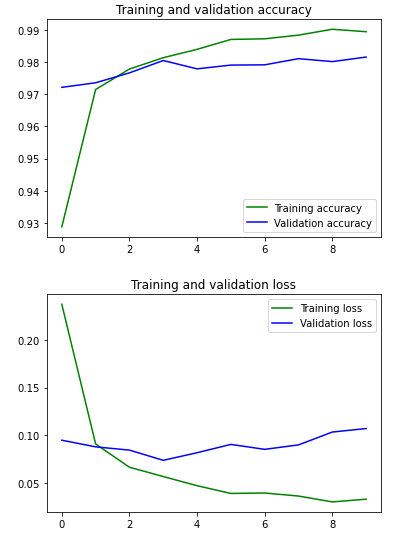 Training and validation accuracy
0.99
0.98
0.97
0.96
0.95
0.94
0.93
Training accuracy
Validation accuracy
0 2 4 6 8
Training and validation loss
Training loss
Validation loss
0.20
0.15
0.10
0.05
0 2 4 6 8